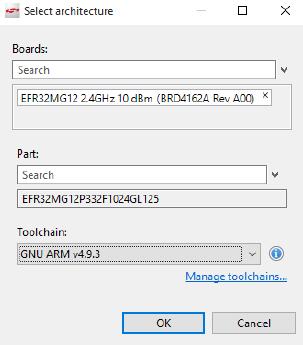 Select architecture
Boards:
Search
EFR32MG12 2.4GHz 10 dBm (BRD4162A Rev A00) ×
Part:
Search
EFR32MG12P332F1024GL125
Toolchain:
GNU ARM v4.9.3
Manage toolchains...
OK
Cancel